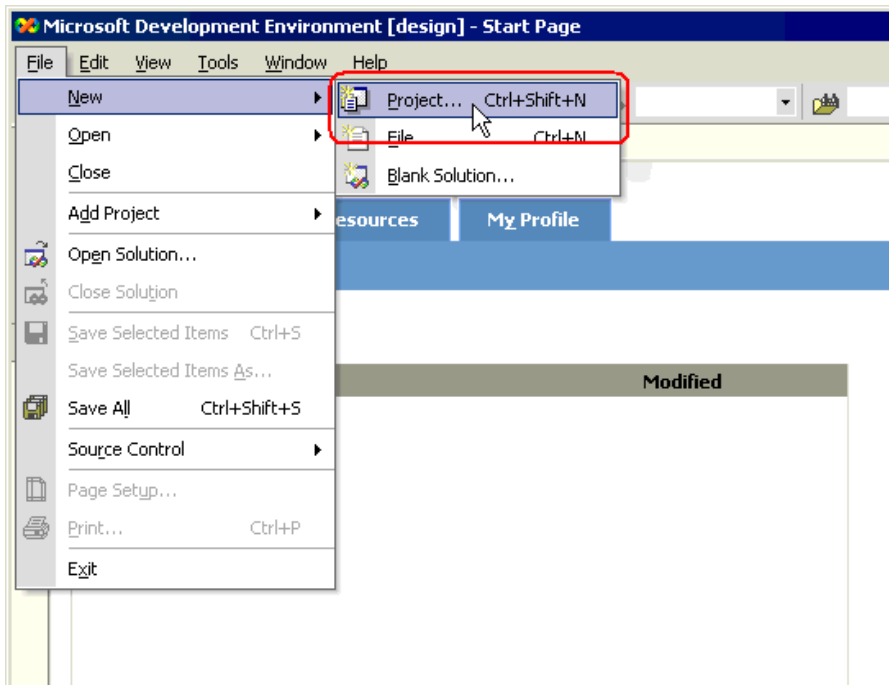 Microsoft Development Environment [design] - Start Page
File Edit View Tools Window Help
New
Project... Ctrl+Shift+N
Open
File Ctrl+N
Close
Blank Solution...
Add Project
esources My Profile
Open Solution...
Close Solution
Save Selected Items Ctrl+S
Save Selected Items As...
Modified
Save All Ctrl+Shift+S
Source Control
Page Setup...
Print... Ctrl+P
Exit